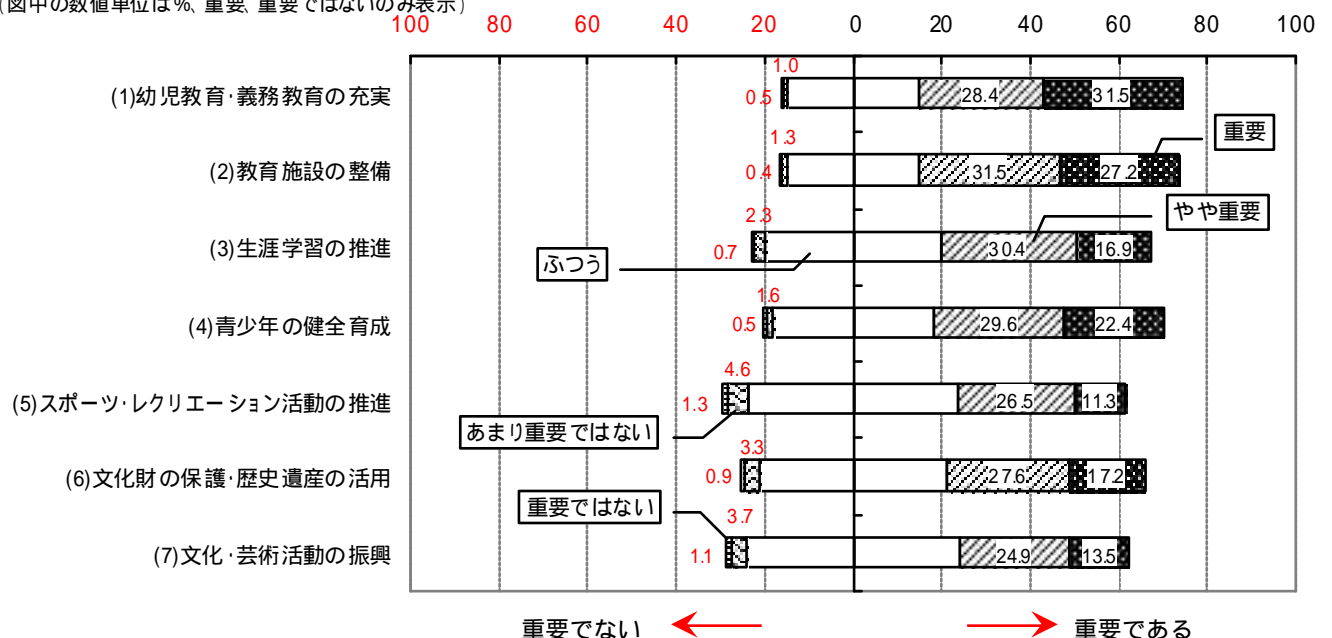 (図中の数値単位は%、重要、重要ではないのみ表示)
100 80 60 40 20 0 20 40 60 80 100
(1)幼児教育・義務教育の充実 0.5 1.0 28.4 31.5
重要
(2)教育施設の整備 0.4 1.3 31.5 27.2
やや重要
(3)生涯学習の推進 0.7 2.3 30.4 16.9
ふつう
(4)青少年の健全育成 0.5 1.6 29.6 22.4
(5)スポーツ・レクリエーション活動の推進 1.3 4.6 26.5 11.3
あまり重要ではない
(6)文化財の保護・歴史遺産の活用 0.9 3.3 27.6 17.2
重要ではない
(7)文化・芸術活動の振興 1.1 3.7 24.9 13.5
重要でない 重要である